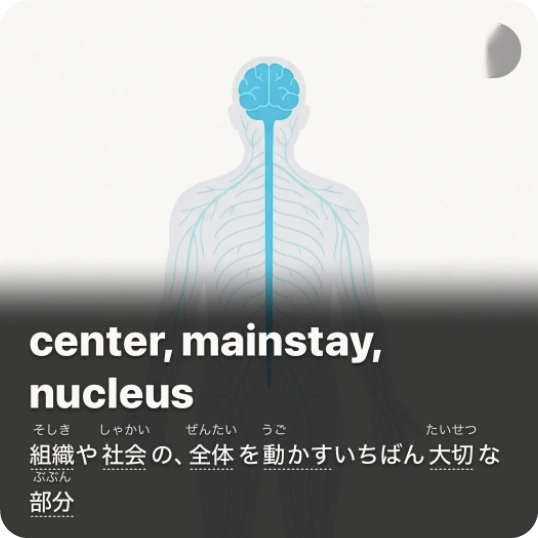 center, mainstay,
nucleus
そしき しゃかい ぜんたい うご たいせつ
組織や社会の、全体を動かすいちばん大切な
ぶぶん
部分